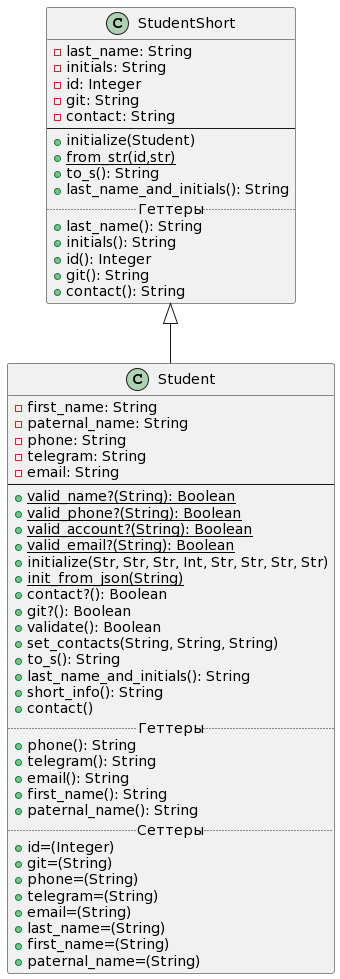 C StudentShort
last_name: String
initials: String
id: Integer
git: String
contact: String
initialize(Student)
from_str(id,str)
to_s(): String
last_name_and_initials(): String
Геттеры
last_name(): String
initials(): String
id(): Integer
git(): String
contact(): String
C Student
first_name: String
paternal_name: String
phone: String
telegram: String
email: String
valid_name?(String): Boolean
valid_phone?(String): Boolean
valid_account?(String): Boolean
valid_email?(String): Boolean
initialize(Str, Str, Str, Int, Str, Str, Str, Str)
init_from_json(String)
contact?(): Boolean
git?(): Boolean
validate(): Boolean
set_contacts(String, String, String)
to_s(): String
last_name_and_initials(): String
short_info(): String
contact()
Геттеры
phone(): String
telegram(): String
email(): String
first_name(): String
paternal_name(): String
Сеттеры
id=(Integer)
git=(String)
phone=(String)
telegram=(String)
email=(String)
last_name=(String)
first_name=(String)
paternal_name=(String)